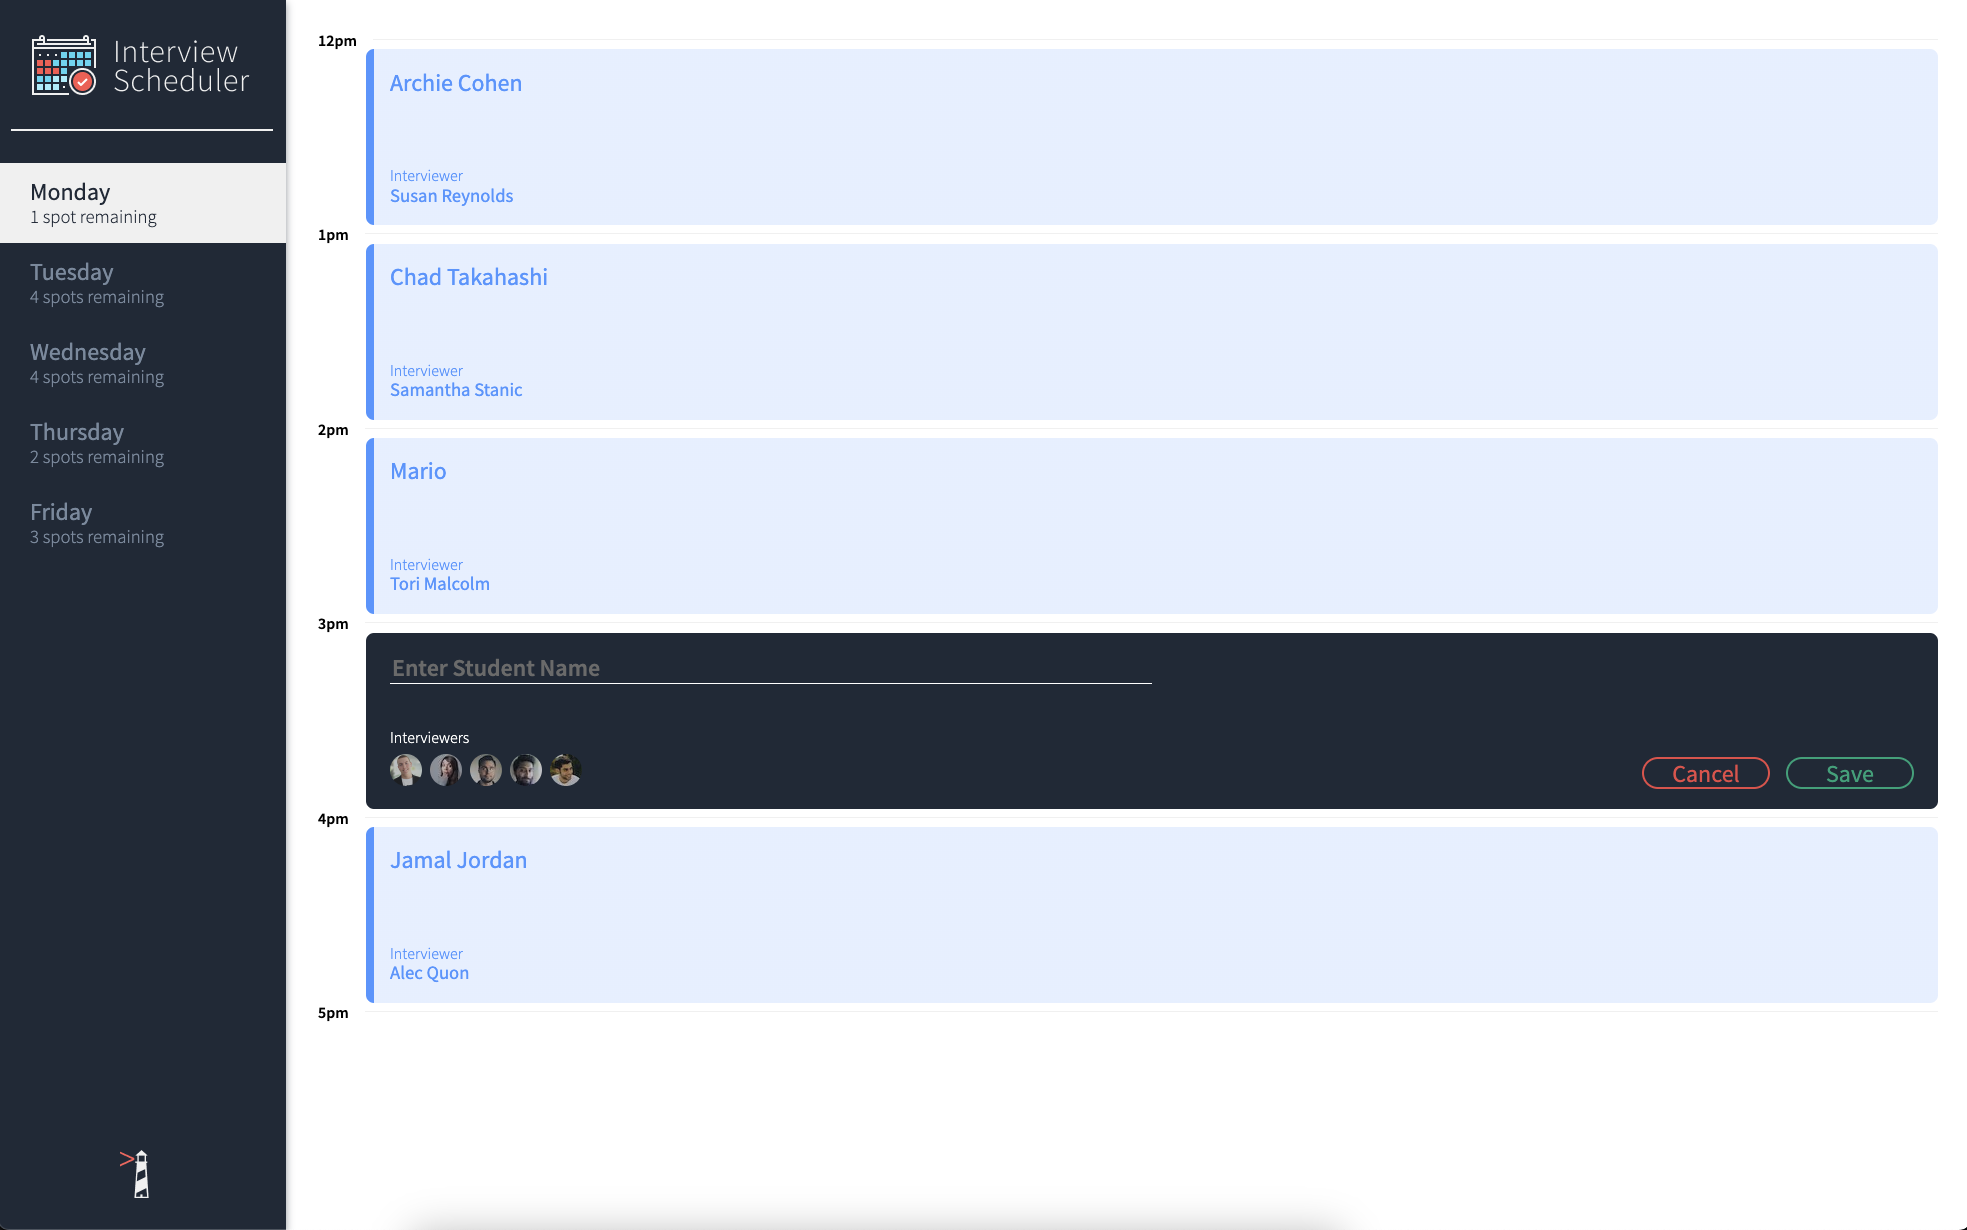 Interview
Scheduler
Monday
1 spot remaining
Tuesday
4 spots remaining
Wednesday
4 spots remaining
Thursday
2 spots remaining
Friday
3 spots remaining
12pm
Archie Cohen
Interviewer
Susan Reynolds
1pm
Chad Takahashi
Interviewer
Samantha Stanic
2pm
Mario
Interviewer
Tori Malcolm
3pm
Enter Student Name
Interviewers
Cancel Save
4pm
Jamal Jordan
Interviewer
Alec Quon
5pm